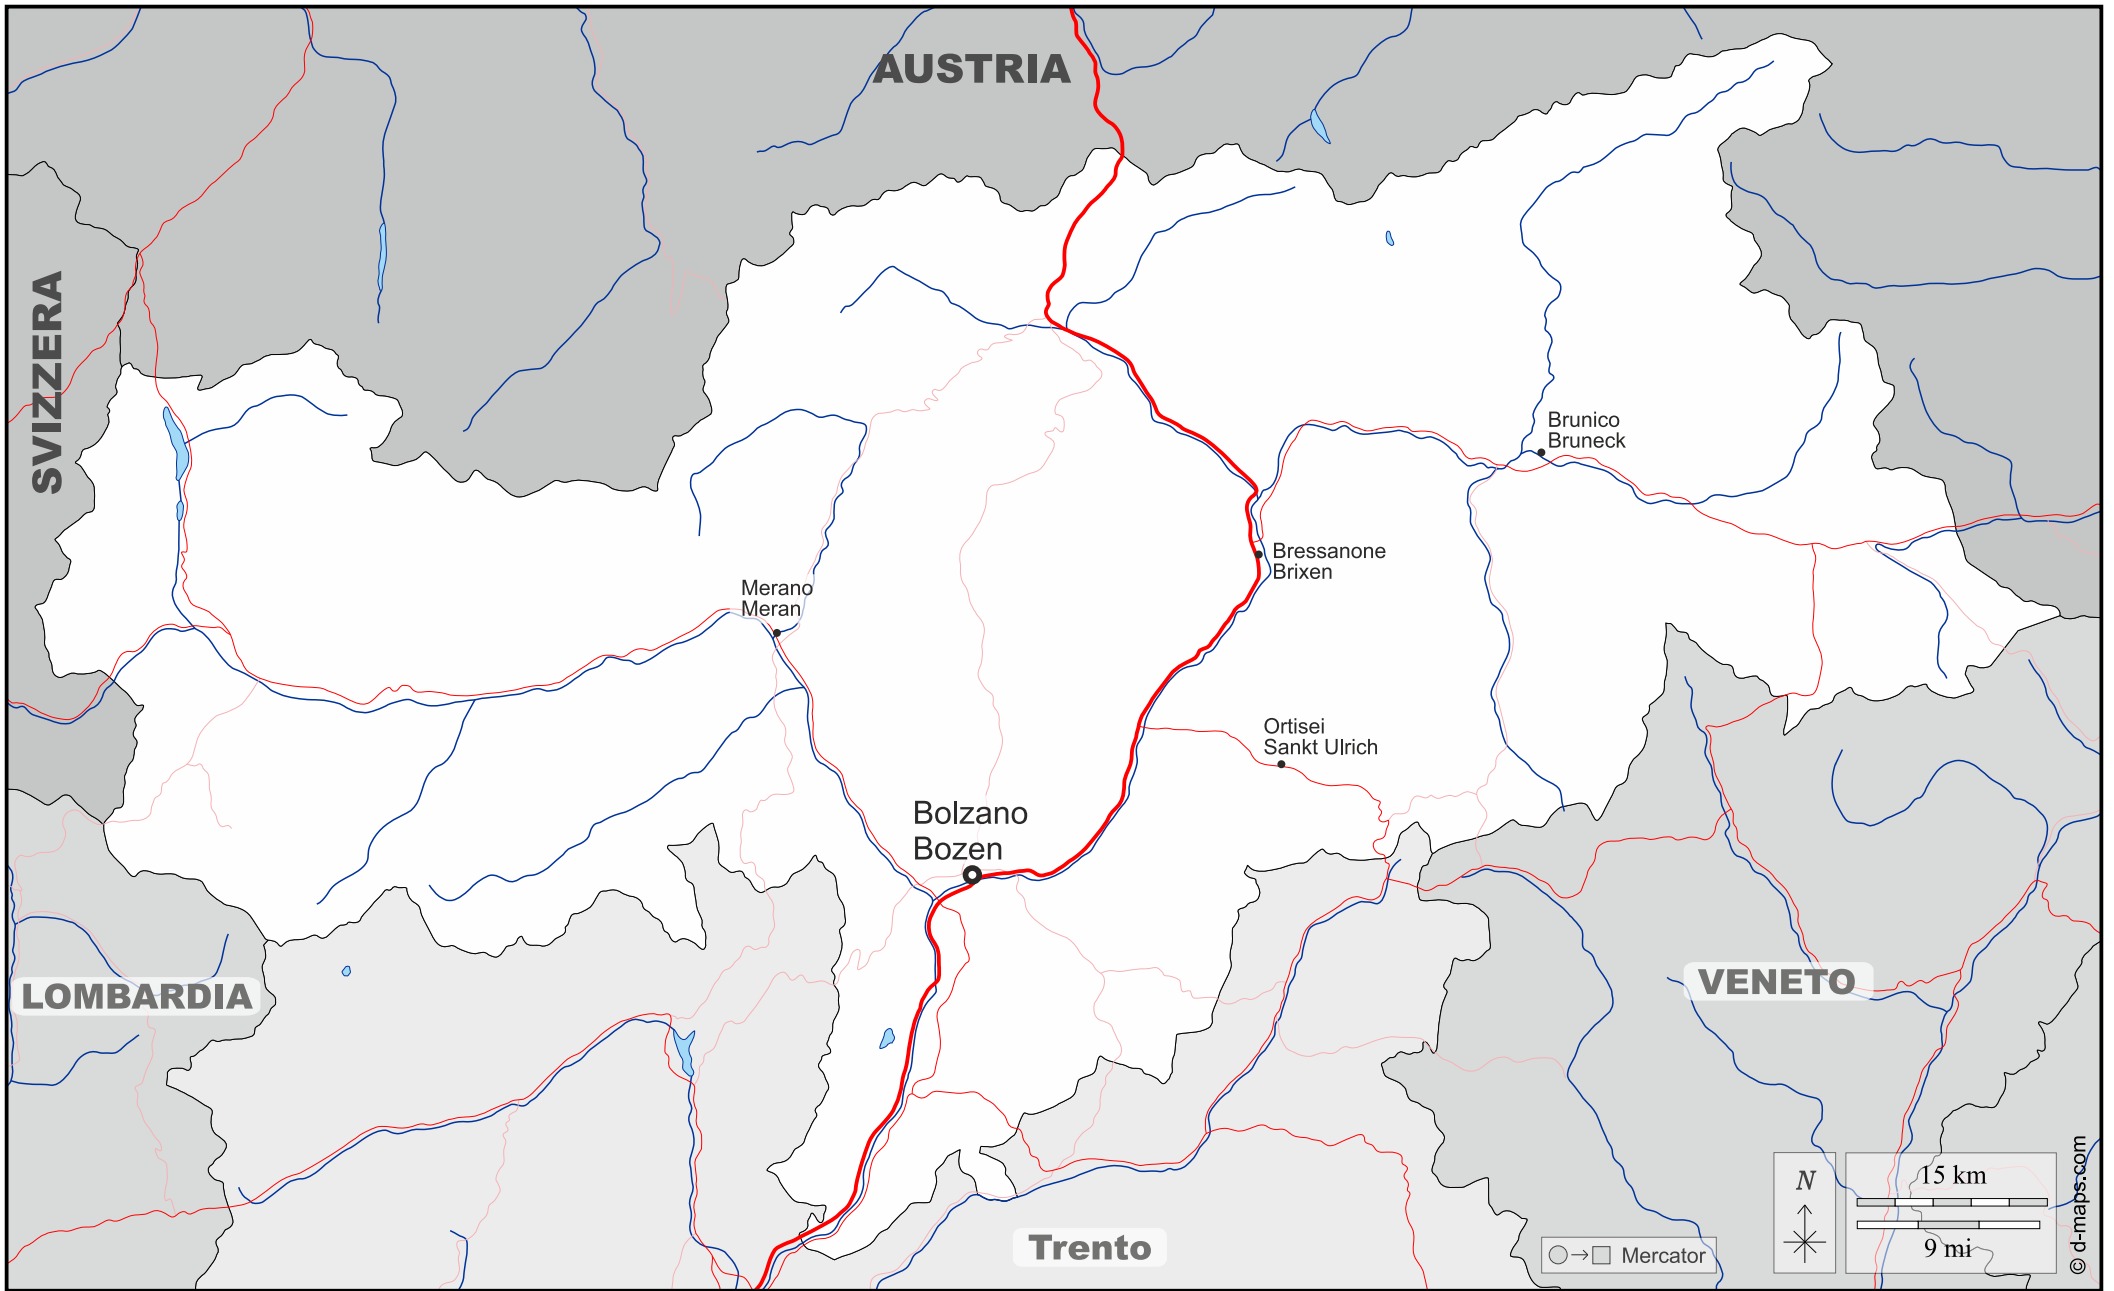 AUSTRIA
SVIZZERA
Brunico
Bruneck
Bressanone
Brixen
Merano
Meran
Ortisei
Sankt Ulrich
Bolzano
Bozen
LOMBARDIA
VENETO
Trento
Mercator
N
15 km
9 mi
© d-maps.com